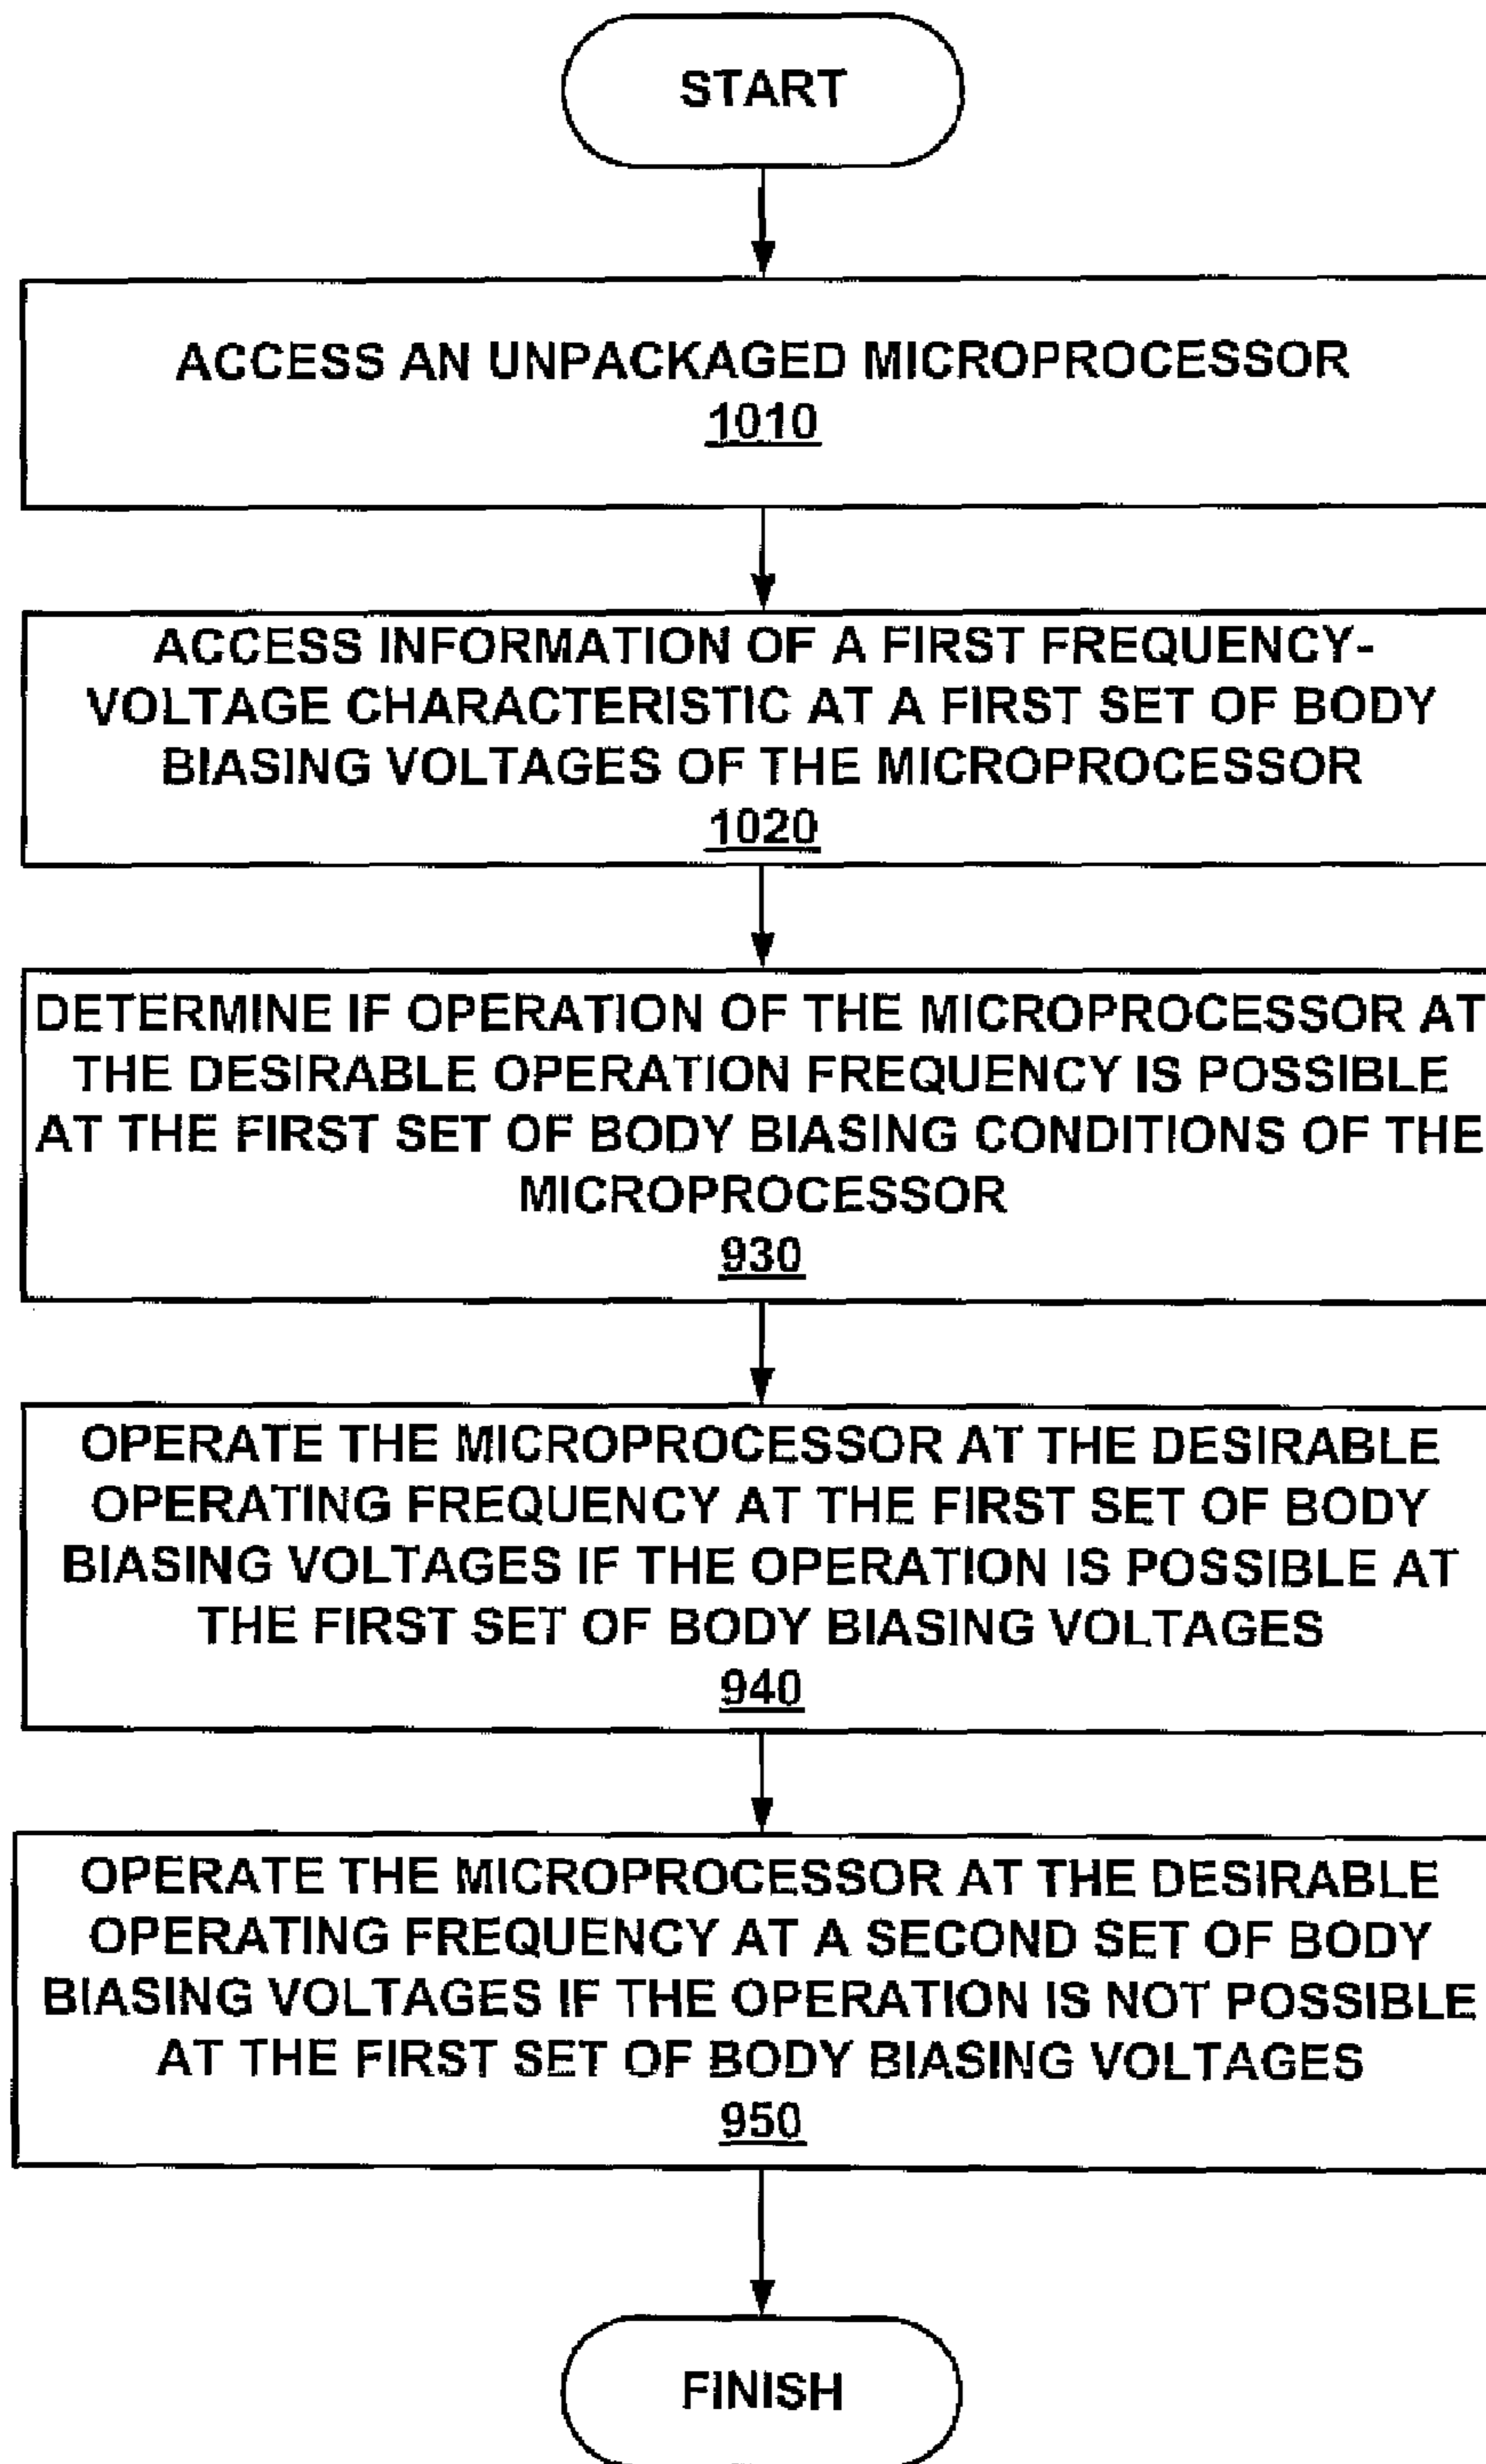 START
ACCESS AN UNPACKAGED MICROPROCESSOR
1010
ACCESS INFORMATION OF A FIRST FREQUENCY-
VOLTAGE CHARACTERISTIC AT A FIRST SET OF BODY
BIASING VOLTAGES OF THE MICROPROCESSOR
1020
DETERMINE IF OPERATION OF THE MICROPROCESSOR AT
THE DESIRABLE OPERATION FREQUENCY IS POSSIBLE
AT THE FIRST SET OF BODY BIASING CONDITIONS OF THE
MICROPROCESSOR
930
OPERATE THE MICROPROCESSOR AT THE DESIRABLE
OPERATING FREQUENCY AT THE FIRST SET OF BODY
BIASING VOLTAGES IF THE OPERATION IS POSSIBLE AT
THE FIRST SET OF BODY BIASING VOLTAGES
940
OPERATE THE MICROPROCESSOR AT THE DESIRABLE
OPERATING FREQUENCY AT A SECOND SET OF BODY
BIASING VOLTAGES IF THE OPERATION IS NOT POSSIBLE
AT THE FIRST SET OF BODY BIASING VOLTAGES
950
FINISH